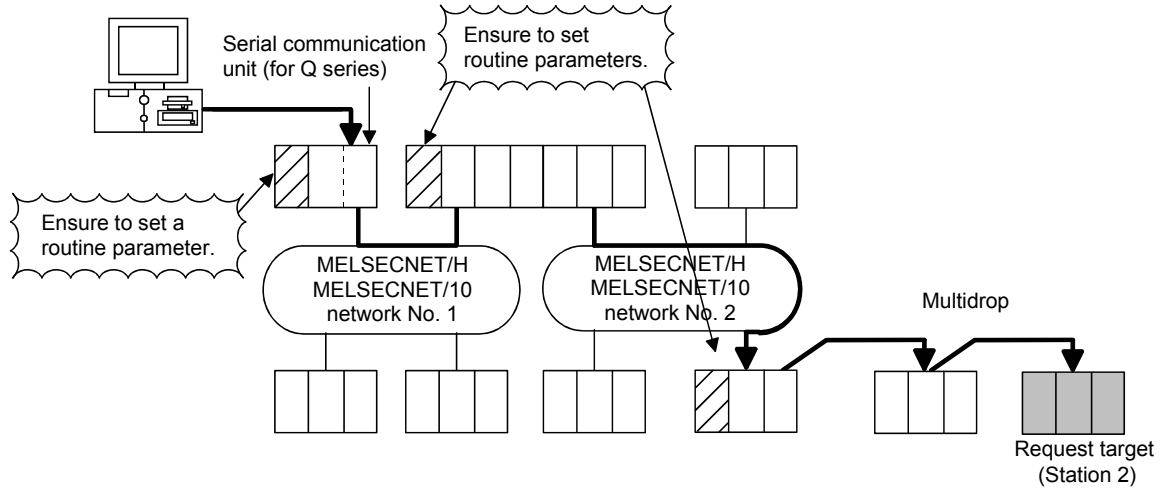 Serial communication
unit (for Q series)
Ensure to set
routine parameters.
Ensure to set a
routine parameter.
MELSECNET/H
MELSECNET/10
network No. 1
MELSECNET/H
MELSECNET/10
network No. 2
Multidrop
Request target
(Station 2)